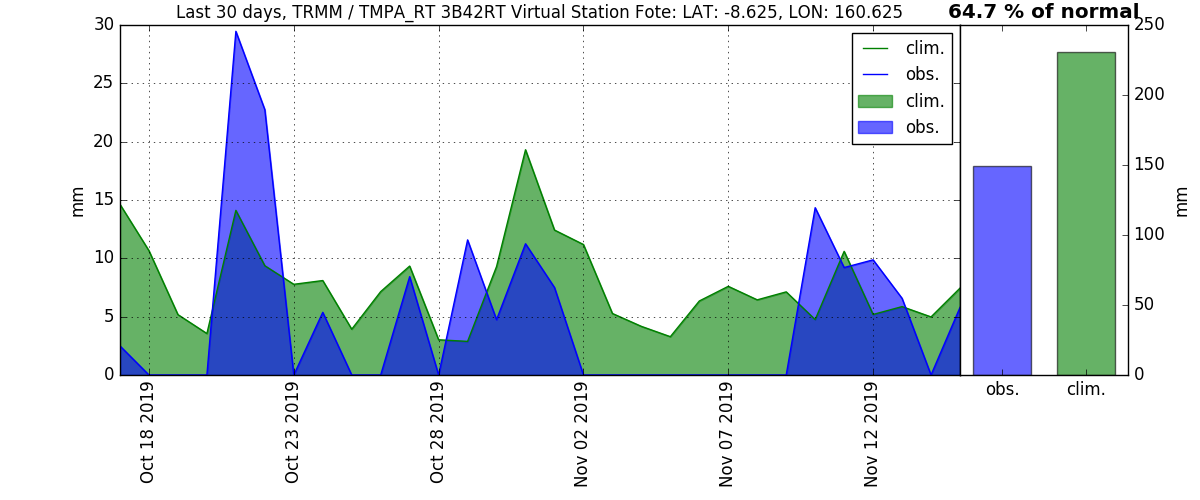 Last 30 days, TRMM / TMPA_RT 3B42RT Virtual Station Fote: LAT: -8.625, LON: 160.625
64.7 % of normal
30
25
20
15
10
5
0
mm
clim.
obs.
clim.
obs.
Oct 18 2019
Oct 23 2019
Oct 28 2019
Nov 02 2019
Nov 07 2019
Nov 12 2019
250
200
150
100
50
0
mm
obs.
clim.